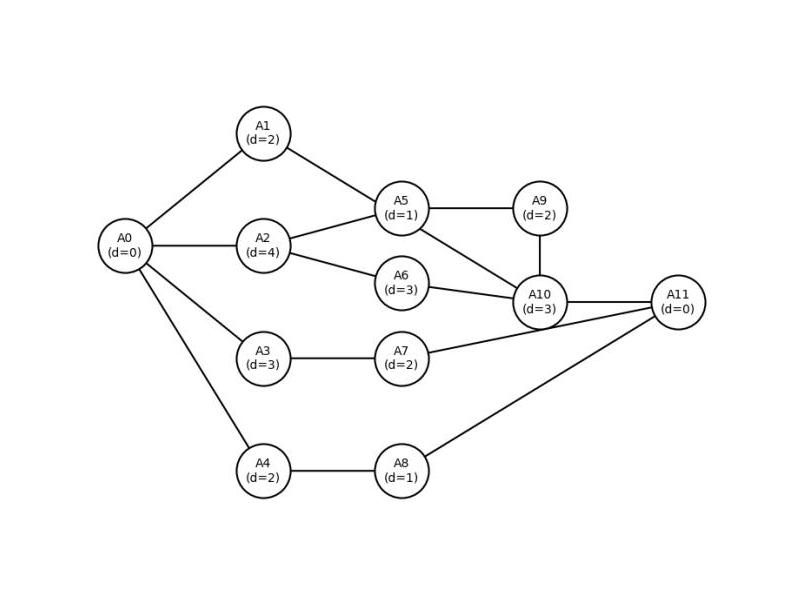 A1
(d=2)
A5
(d=1)
A9
(d=2)
A0
(d=0)
A2
(d=4)
A6
(d=3)
A10
(d=3)
A11
(d=0)
A3
(d=3)
A7
(d=2)
A4
(d=2)
A8
(d=1)